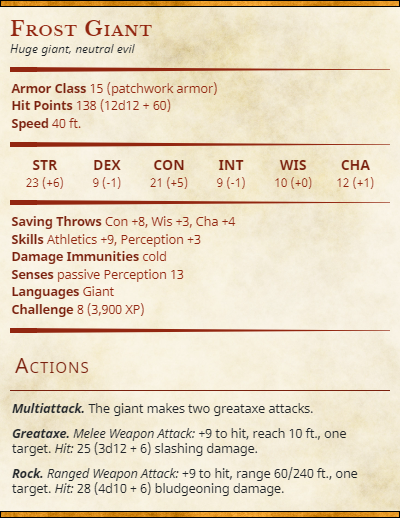 Frost Giant
Huge giant, neutral evil
Armor Class 15 (patchwork armor)
Hit Points 138 (12d12 + 60)
Speed 40 ft.
STR DEX CON INT WIS CHA
23 (+6) 9 (-1) 21 (+5) 9 (-1) 10 (+0) 12 (+1)
Saving Throws Con +8, Wis +3, Cha +4
Skills Athletics +9, Perception +3
Damage Immunities cold
Senses passive Perception 13
Languages Giant
Challenge 8 (3,900 XP)
Actions
Multiattack. The giant makes two greataxe attacks.
Greataxe. Melee Weapon Attack: +9 to hit, reach 10 ft., one
target. Hit: 25 (3d12 + 6) slashing damage.
Rock. Ranged Weapon Attack: +9 to hit, range 60/240 ft., one
target. Hit: 28 (4d10 + 6) bludgeoning damage.